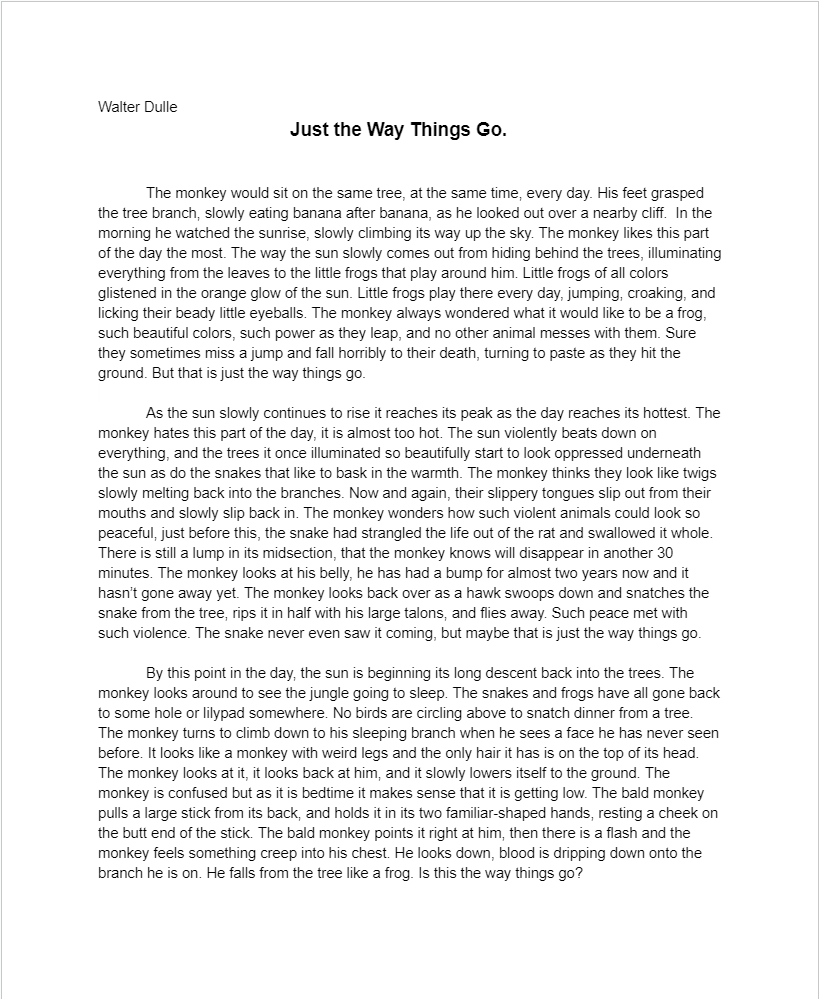 Walter Dulle
Just the Way Things Go.
The monkey would sit on the same tree, at the same time, every day. His feet grasped
the tree branch, slowly eating banana after banana, as he looked out over a nearby cliff.  In the
morning he watched the sunrise, slowly climbing its way up the sky. The monkey likes this part
of the day the most. The way the sun slowly comes out from hiding behind the trees, illuminating
everything from the leaves to the little frogs that play around him. Little frogs of all colors
glistened in the orange glow of the sun. Little frogs play there every day, jumping, croaking, and
licking their beady little eyeballs. The monkey always wondered what it would like to be a frog,
such beautiful colors, such power as they leap, and no other animal messes with them. Sure
they sometimes miss a jump and fall horribly to their death, turning to paste as they hit the
ground. But that is just the way things go.
As the sun slowly continues to rise it reaches its peak as the day reaches its hottest. The
monkey hates this part of the day, it is almost too hot. The sun violently beats down on
everything, and the trees it once illuminated so beautifully start to look oppressed underneath
the sun as do the snakes that like to bask in the warmth. The monkey thinks they look like twigs
slowly melting back into the branches. Now and again, their slippery tongues slip out from their
mouths and slowly slip back in. The monkey wonders how such violent animals could look so
peaceful, just before this, the snake had strangled the life out of the rat and swallowed it whole.
There is still a lump in its midsection, that the monkey knows will disappear in another 30
minutes. The monkey looks at his belly, he has had a bump for almost two years now and it
hasn’t gone away yet. The monkey looks back over as a hawk swoops down and snatches the
snake from the tree, rips it in half with his large talons, and flies away. Such peace met with
such violence. The snake never even saw it coming, but maybe that is just the way things go.
By this point in the day, the sun is beginning its long descent back into the trees. The
monkey looks around to see the jungle going to sleep. The snakes and frogs have all gone back
to some hole or lilypad somewhere. No birds are circling above to snatch dinner from a tree.
The monkey turns to climb down to his sleeping branch when he sees a face he has never seen
before. It looks like a monkey with weird legs and the only hair it has is on the top of its head.
The monkey looks at it, it looks back at him, and it slowly lowers itself to the ground. The
monkey is confused but as it is bedtime it makes sense that it is getting low. The bald monkey
pulls a large stick from its back, and holds it in its two familiar-shaped hands, resting a cheek on
the butt end of the stick. The bald monkey points it right at him, then there is a flash and the
monkey feels something creep into his chest. He looks down, blood is dripping down onto the
branch he is on. He falls from the tree like a frog. Is this the way things go?